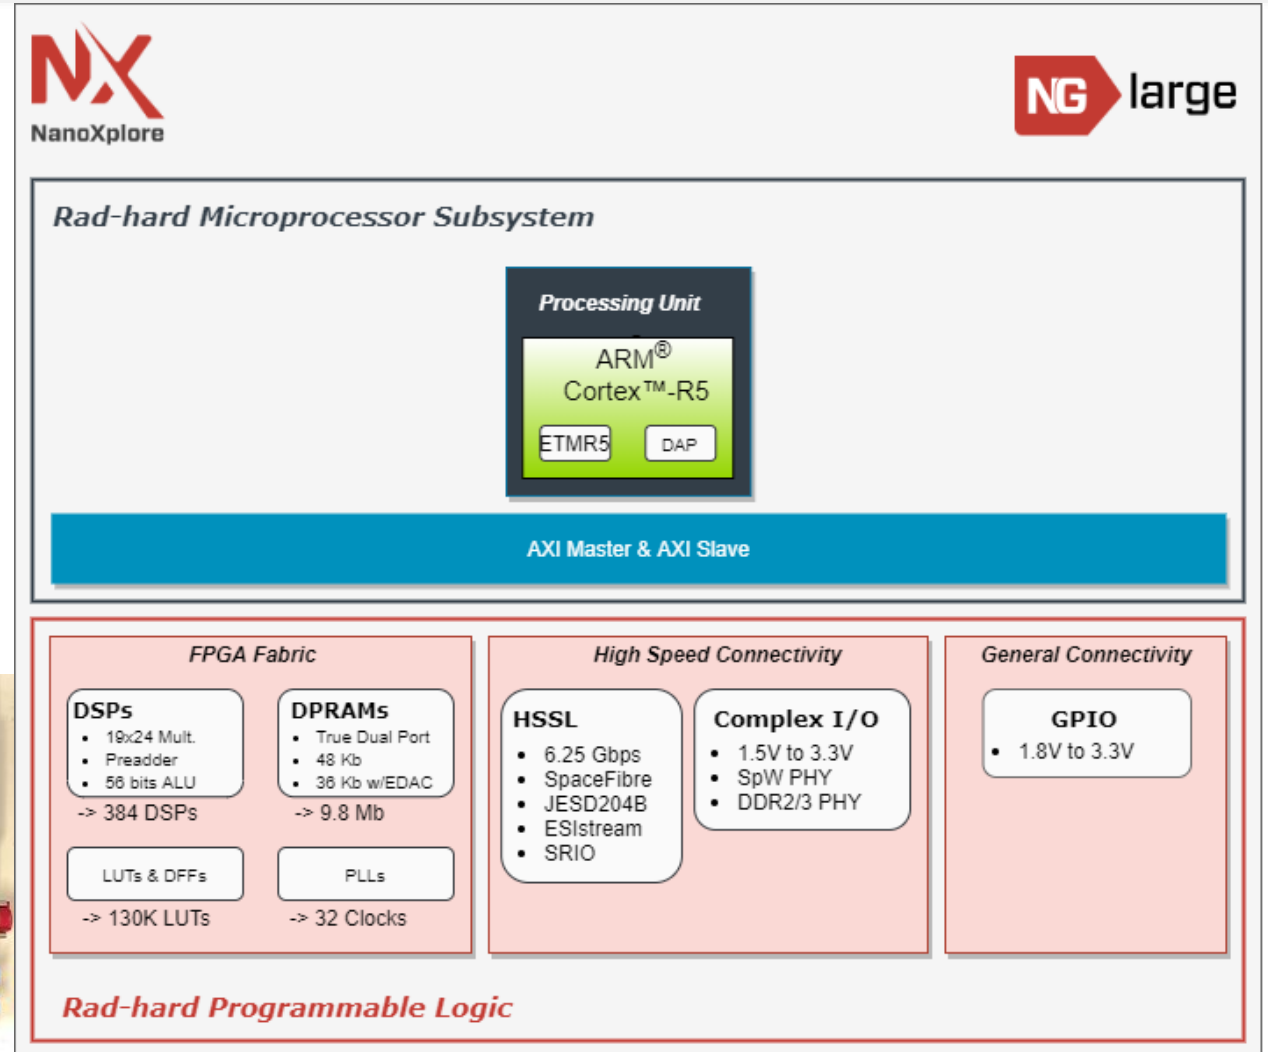 NX
NanoXplore
NG large
Rad-hard Microprocessor Subsystem
Processing Unit
ARM®
Cortex™-R5
ETMR5
DAP
AXI Master & AXI Slave
FPGA Fabric
DSPs
• 19x24 Mult.
• Preadder
• 56 bits ALU
-> 384 DSPs
DPRAMs
• True Dual Port
• 48 Kb
• 36 Kb w/EDAC
-> 9.8 Mb
LUTs & DFFs
-> 130K LUTs
PLLs
-> 32 Clocks
High Speed Connectivity
HSSL
• 6.25 Gbps
• SpaceFibre
• JESD204B
• ESIstream
• SRIO
Complex I/O
• 1.5V to 3.3V
• SpW PHY
• DDR2/3 PHY
General Connectivity
GPIO
• 1.8V to 3.3V
Rad-hard Programmable Logic